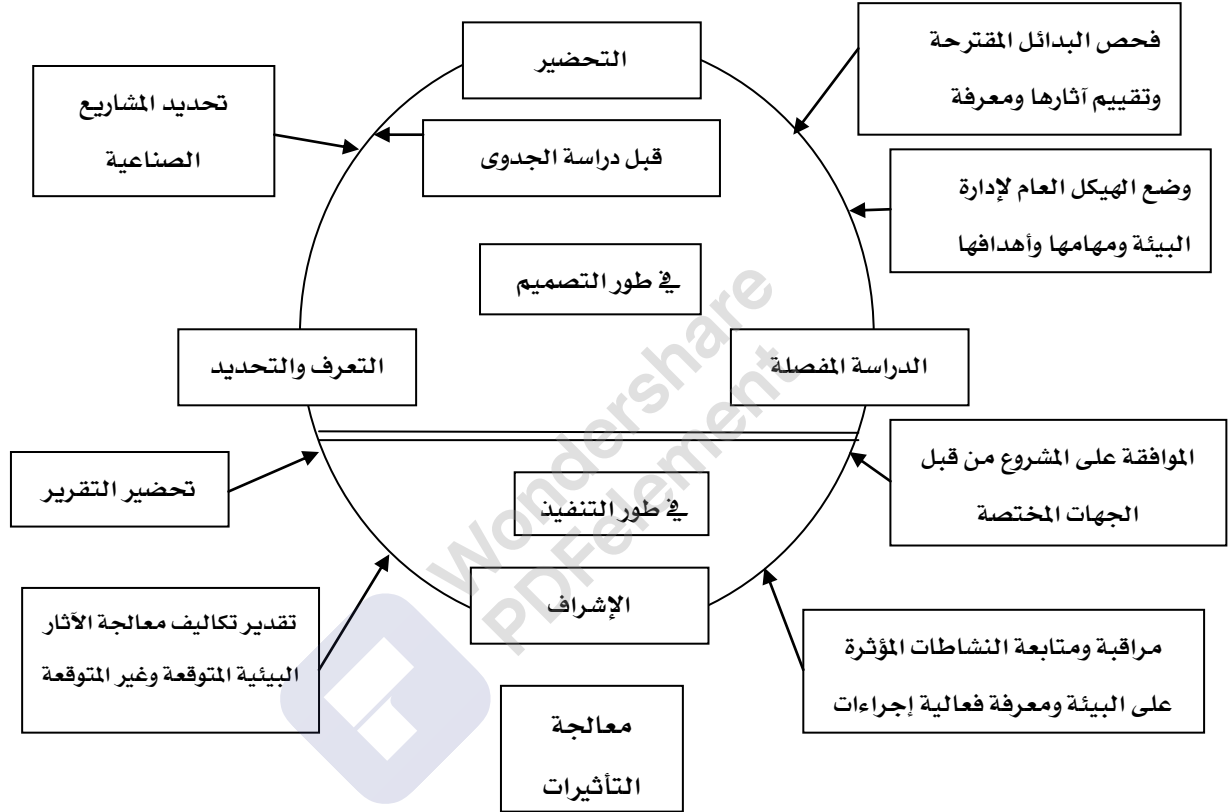 التحضير
فحص البدائل المقترحة
وتقييم آثارها ومعرفة
تحديد المشاريع
الصناعية
قبل دراسة الجدوى
وضع الهيكل العام لإدارة
البيئة ومهامها وأهدافها
في طور التصميم
الدراسة المفصلة
التعرف والتحديد
الموافقة على المشروع من قبل
الجهات المختصة
تحضير التقرير
في طور التنفيذ
الإشراف
مراقبة ومتابعة النشاطات المؤثرة
على البيئة ومعرفة فعالية إجراءات
تقدير تكاليف معالجة الآثار
البيئية المتوقعة وغير المتوقعة
معالجة
التأثيرات
Wondershare
PDFelement